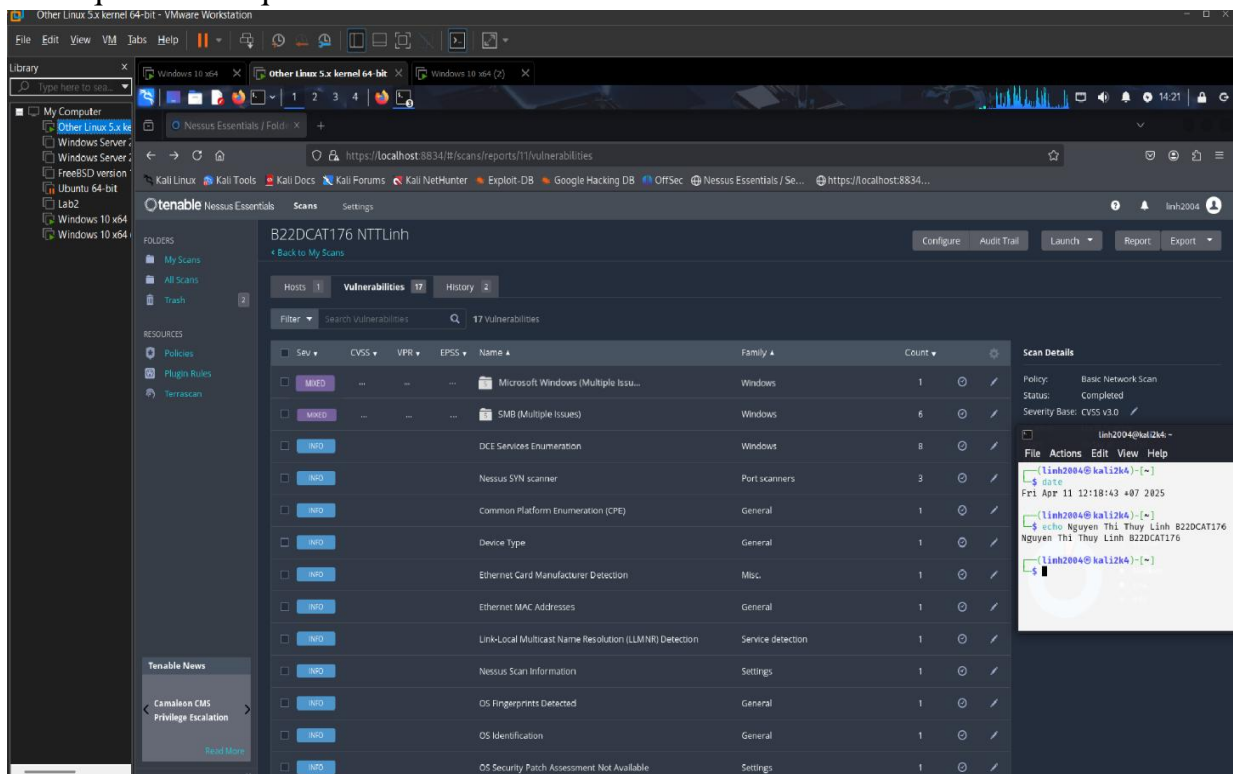 Other Linux 5.x kernel 64-bit - VMware Workstation
File Edit View VM Tabs Help
Library
Type here to sea...
My Computer
Other Linux 5.x ke
Windows Server 2
Windows Server 2
FreeBSD version
Ubuntu 64-bit
Lab2
Windows 10 x64
Windows 10 x64
Windows 10 x64 Other Linux 5.x kernel 64-bit Windows 10 x64 (2)
1 2 3 4 14:21
Nessus Essentials / Folde
https://localhost:8834/#/scans/reports/11/vulnerabilities
Kali Linux Kali Tools Kali Docs Kali Forums Kali NetHunter Exploit-DB Google Hacking DB OffSec Nessus Essentials / Se... https://localhost:8834...
tenable Nessus Essentials Scans Settings linh2004
FOLDERS
My Scans
All Scans
Trash 2
RESOURCES
Policies
Plugin Rules
Terrascan
Tenable News
Camaleon CMS
Privilege Escalation
Read More
B22DCAT176 NTTLinh
Back to My Scans
Configure Audit Trail Launch Report Export
Hosts 1 Vulnerabilities 17 History 2
Filter Search Vulnerabilities 17 Vulnerabilities
Sev CVSS VPR EPSS Name Family Count
MIXED ... ... ... Microsoft Windows (Multiple Issu... Windows 1
MIXED ... ... ... SMB (Multiple Issues) Windows 6
INFO DCE Services Enumeration Windows 8
INFO Nessus SYN scanner Port scanners 3
INFO Common Platform Enumeration (CPE) General 1
INFO Device Type General 1
INFO Ethernet Card Manufacturer Detection Misc. 1
INFO Ethernet MAC Addresses General 1
INFO Link-Local Multicast Name Resolution (LLMNR) Detection Service detection 1
INFO Nessus Scan Information Settings 1
INFO OS Fingerprints Detected General 1
INFO OS Identification General 1
INFO OS Security Patch Assessment Not Available Settings 1
Scan Details
Policy: Basic Network Scan
Status: Completed
Severity Base: CVSS v3.0
linh2004@kali2k4: ~
File Actions Edit View Help
(linh2004㉿kali2k4)-[~]
$ date
Fri Apr 11 12:18:43 +07 2025
(linh2004㉿kali2k4)-[~]
$ echo Nguyen Thi Thuy Linh B22DCAT176
Nguyen Thi Thuy Linh B22DCAT176
(linh2004㉿kali2k4)-[~]
$